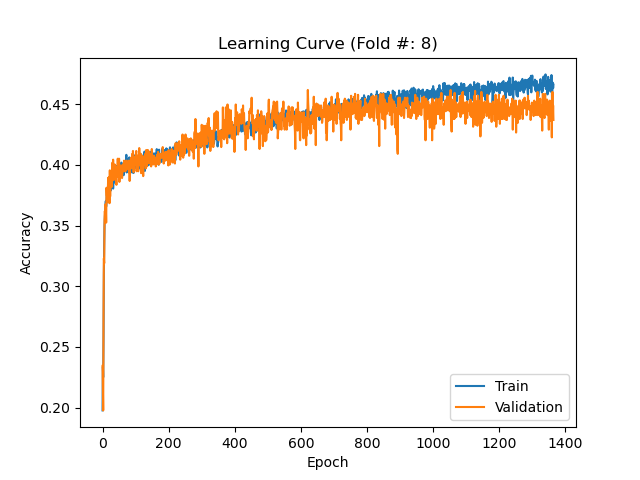 Learning Curve (Fold #: 8)
Accuracy
0.45
0.40
0.35
0.30
0.25
0.20
0 200 400 600 800 1000 1200 1400
Epoch
Train
Validation